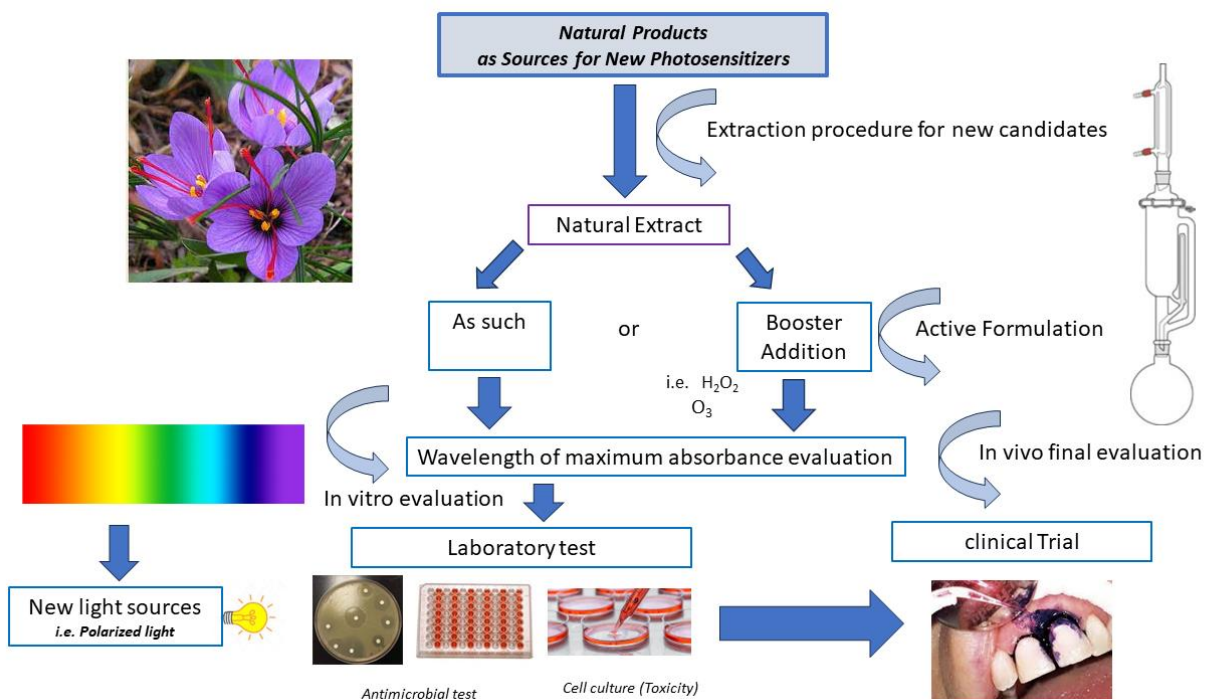 Natural Products
as Sources for New Photosensitizers
Extraction procedure for new candidates
Natural Extract
As such
or
Booster
Addition
Active Formulation
i.e. H₂O₂
O₃
Wavelength of maximum absorbance evaluation
In vivo final evaluation
In vitro evaluation
Laboratory test
clinical Trial
New light sources
i.e. Polarized light
Antimicrobial test
Cell culture (Toxicity)